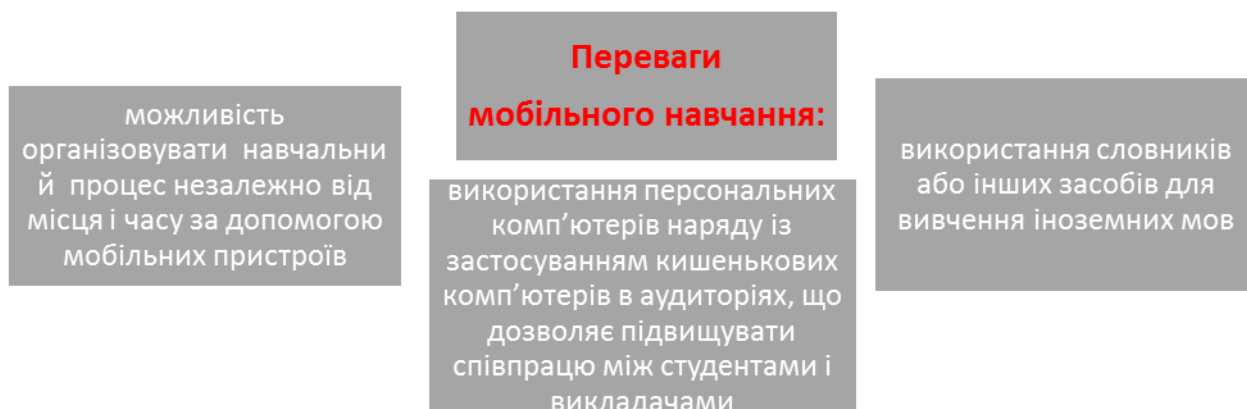 Переваги
мобільного навчання:
можливість
організовувати навчальни
й процес незалежно від
місця і часу за допомогою
мобільних пристроїв
використання персональних
комп’ютерів наряду із
застосуванням кишенькових
комп’ютерів в аудиторіях, що
дозволяє підвищувати
співпрацю між студентами і
викладачами
використання словників
або інших засобів для
вивчення іноземних мов